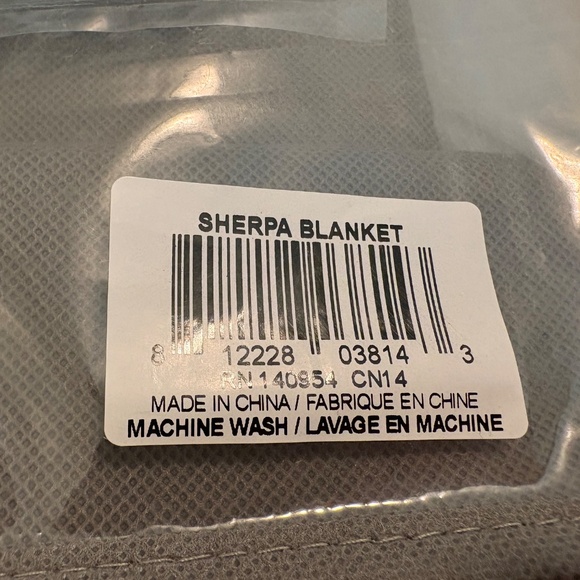 SHERPA BLANKET
8 12228 03814 3
RN 140954 CN14
MADE IN CHINA / FABRIQUE EN CHINE
MACHINE WASH / LAVAGE EN MACHINE